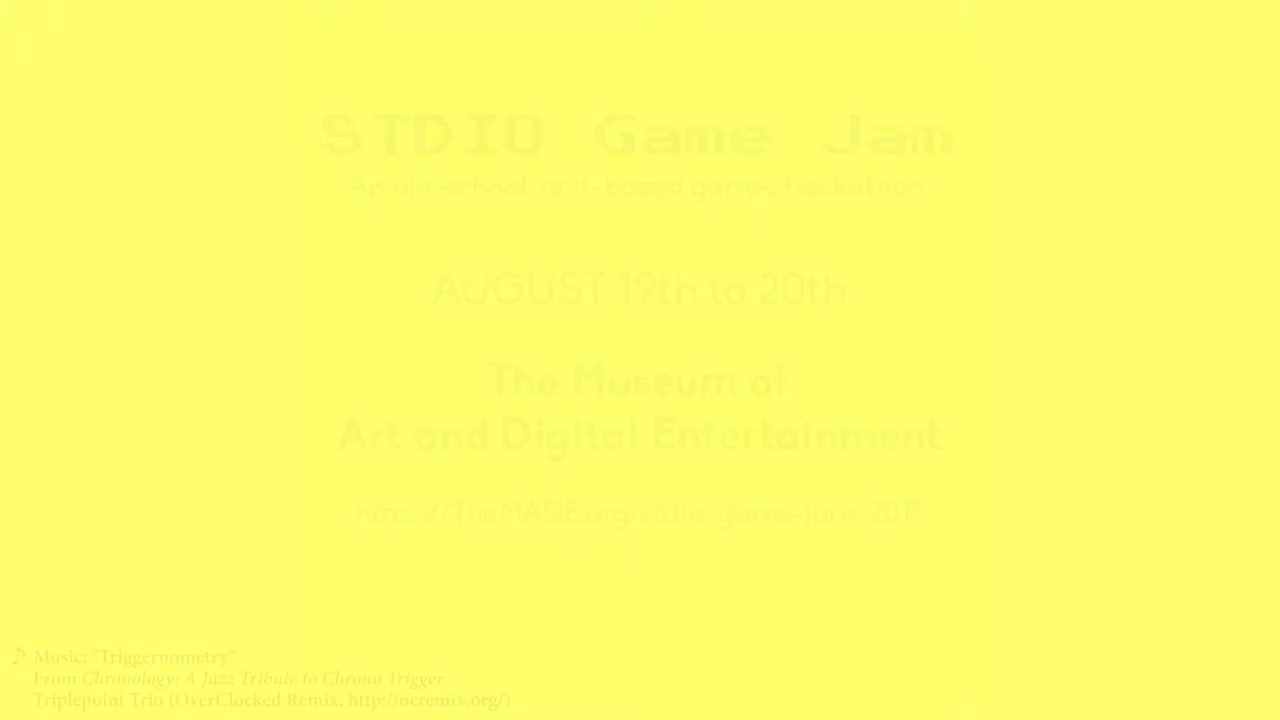 STDIO Game Jam
An old-school text-based games hackathon
AUGUST 19th to 20th
The Museum of
Art and Digital Entertainment
https://TheMADE.org/stdio-game-jam-2017
♪ Music: "Triggernometry"
From Chronology: A Jazz Tribute to Chrono Trigger
Triplepoint Trio (OverClocked Remix, http://ocremix.org/)